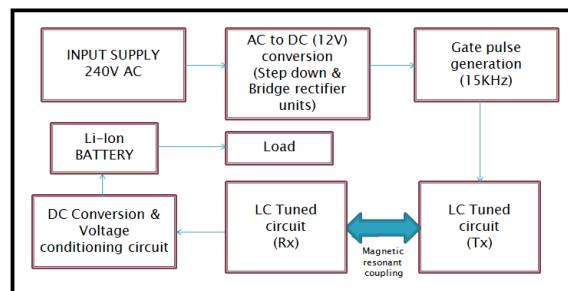 INPUT SUPPLY
240V AC
AC to DC (12V)
conversion
(Step down &
Bridge rectifier
units)
Gate pulse
generation
(15KHz)
Li-Ion
BATTERY
Load
DC Conversion &
Voltage
conditioning circuit
LC Tuned
circuit
(Rx)
Magnetic
resonant
coupling
LC Tuned
circuit
(Tx)